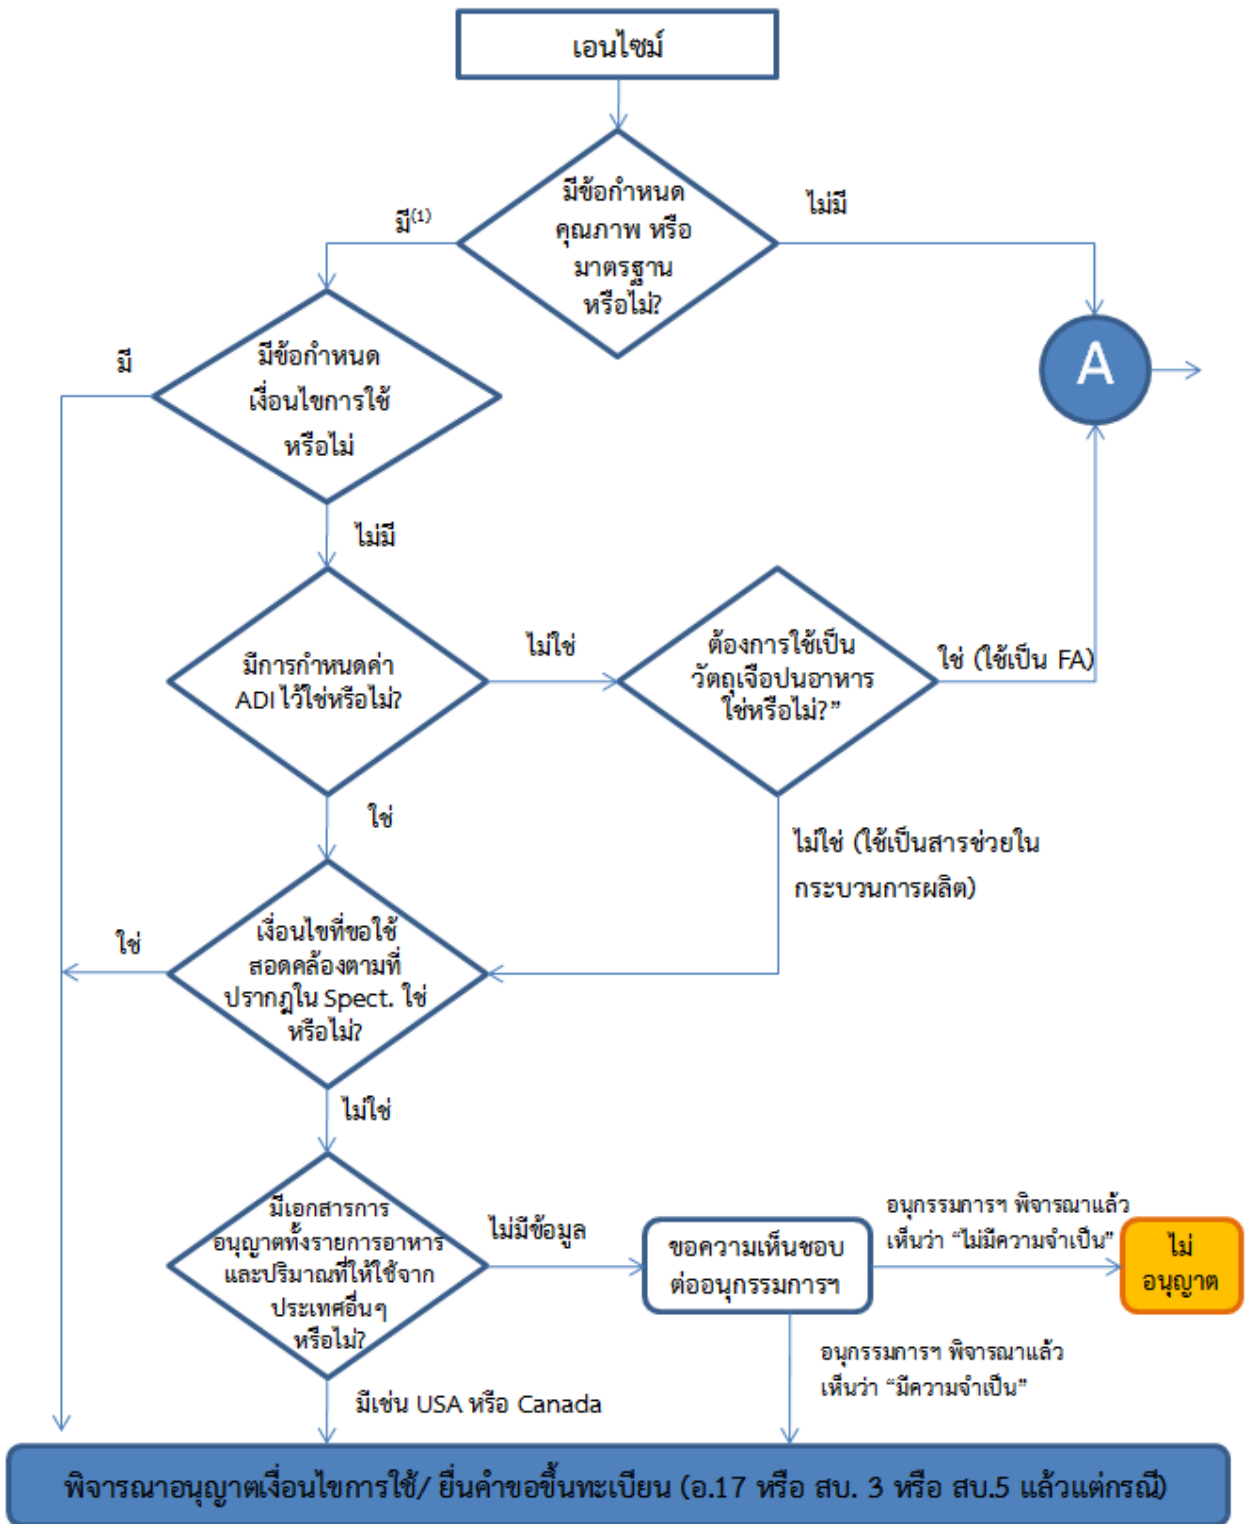 เอนไซม์
มีข้อกำหนด
คุณภาพ หรือ
มาตรฐาน
หรือไม่?
มี(1)
ไม่มี
A
มีข้อกำหนด
เงื่อนไขการใช้
หรือไม่
มี
ไม่มี
มีการกำหนดค่า
ADI ไว้ใช่หรือไม่?
ไม่ใช่
ต้องการใช้เป็น
วัตถุเจือปนอาหาร
ใช่หรือไม่?”
ใช่ (ใช้เป็น FA)
ใช่
ไม่ใช่ (ใช้เป็นสารช่วยใน
กระบวนการผลิต)
เงื่อนไขที่ขอใช้
สอดคล้องตามที่
ปรากฏใน Spect. ใช่
หรือไม่?
ใช่
ไม่ใช่
มีเอกสารการ
อนุญาตทั้งรายการอาหาร
และปริมาณที่ให้ใช้จาก
ประเทศอื่นๆ
หรือไม่?
ไม่มีข้อมูล
ขอความเห็นชอบ
ต่ออนุกรรมการฯ
อนุกรรมการฯ พิจารณาแล้ว
เห็นว่า “ไม่มีความจำเป็น”
ไม่
อนุญาต
อนุกรรมการฯ พิจารณาแล้ว
เห็นว่า “มีความจำเป็น”
มีเช่น USA หรือ Canada
พิจารณาอนุญาตเงื่อนไขการใช้/ ยื่นคำขอขึ้นทะเบียน (อ.17 หรือ สบ. 3 หรือ สบ.5 แล้วแต่กรณี)